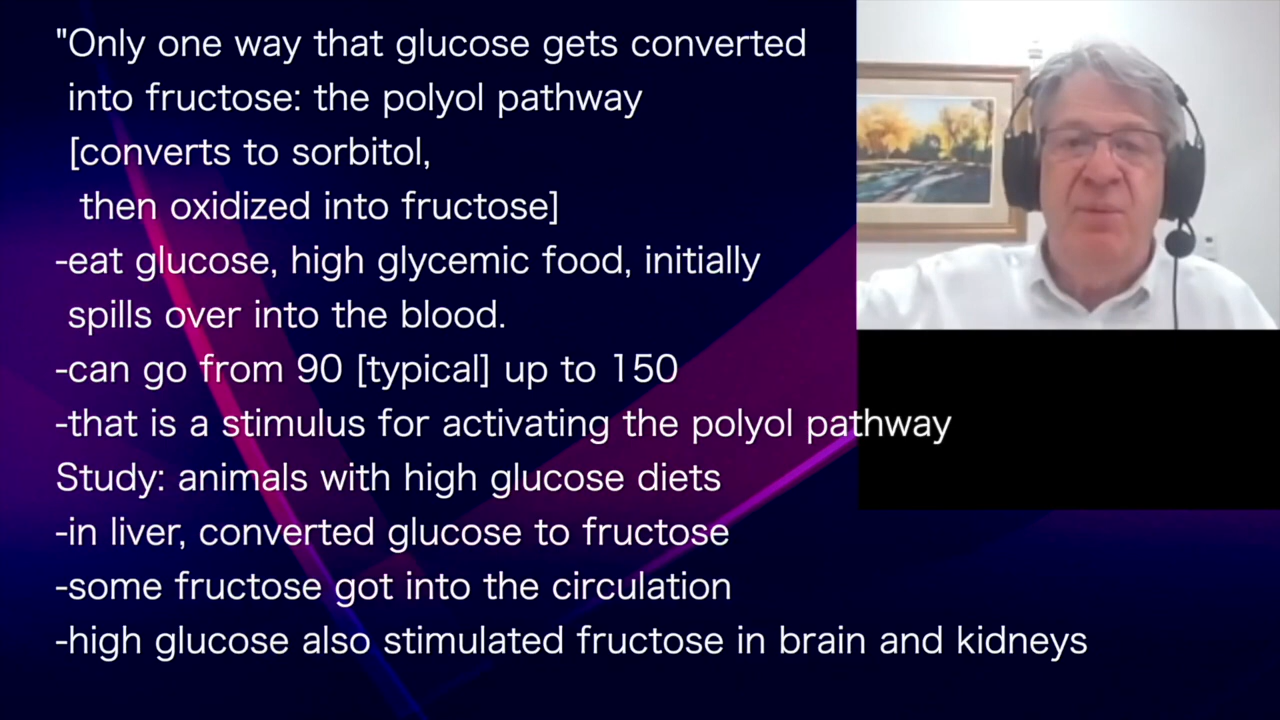 "Only one way that glucose gets converted
into fructose: the polyol pathway
[converts to sorbitol,
then oxidized into fructose]
-eat glucose, high glycemic food, initially
spills over into the blood.
-can go from 90 [typical] up to 150
-that is a stimulus for activating the polyol pathway
Study: animals with high glucose diets
-in liver, converted glucose to fructose
-some fructose got into the circulation
-high glucose also stimulated fructose in brain and kidneys